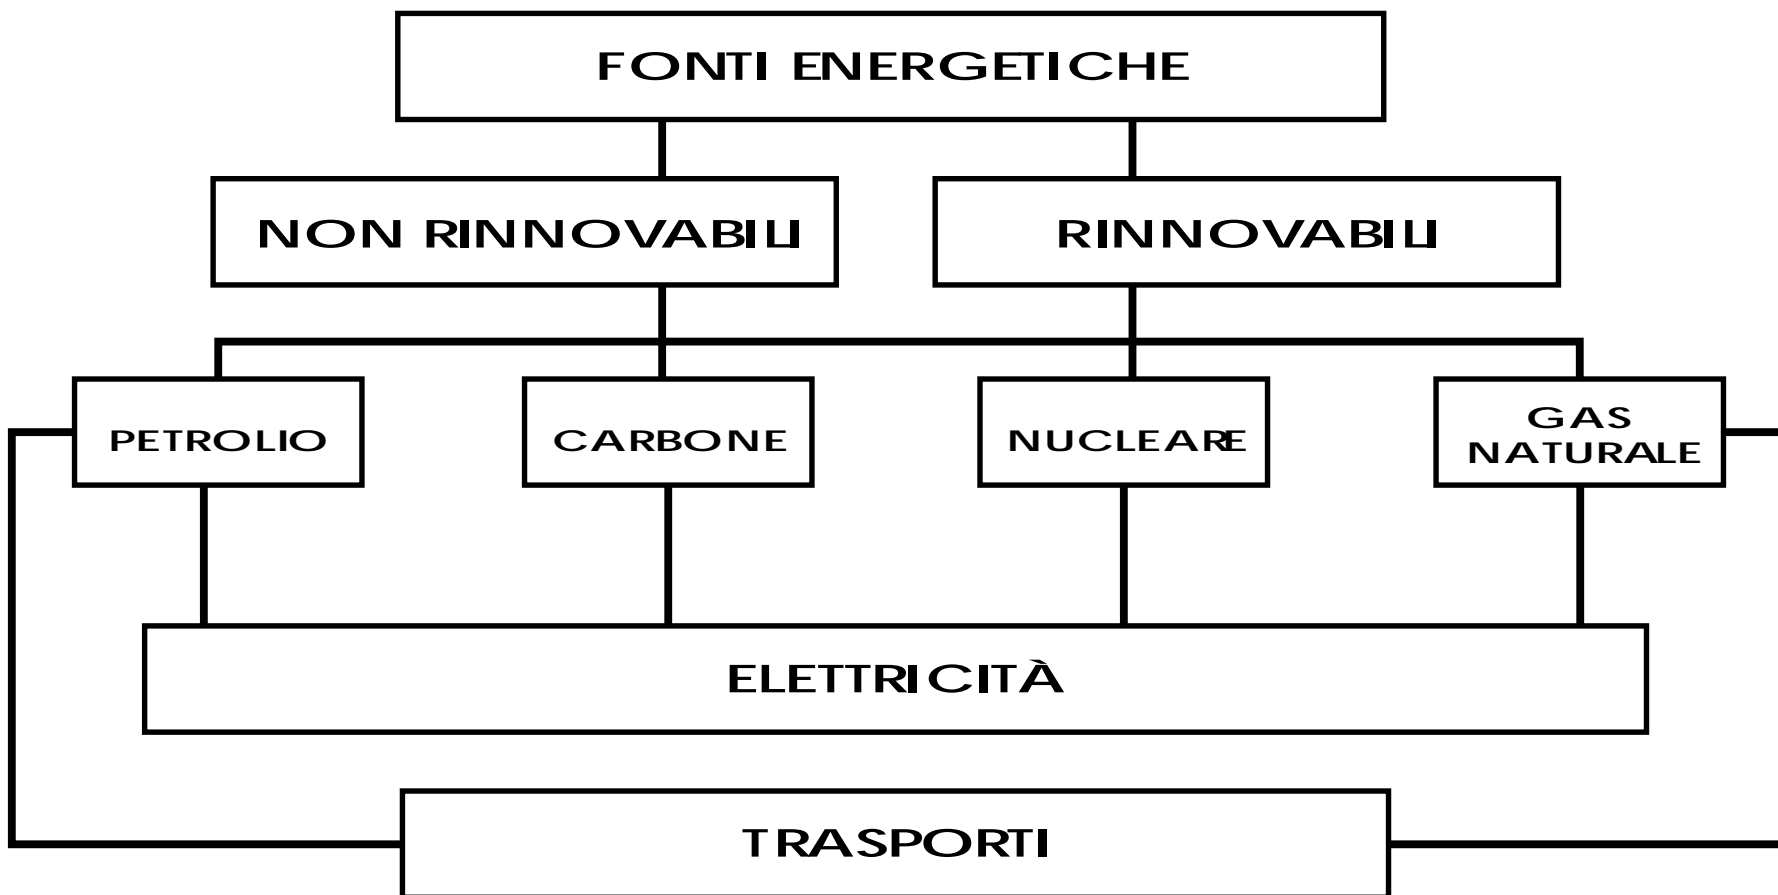 FONTI ENERGETICHE
NON RINNOVABILI
RINNOVABILI
PETROLIO
CARBONE
NUCLEARE
GAS
NATURALE
ELETTRICITÀ
TRASPORTI